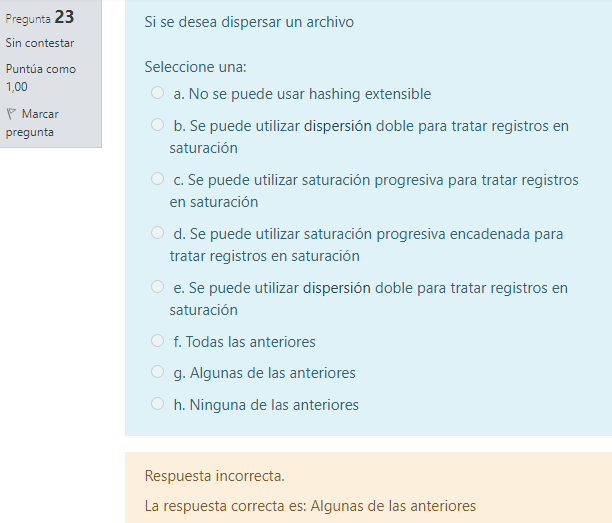 Pregunta 23
Sin contestar
Puntúa como
1,00
Marcar
pregunta
Si se desea dispersar un archivo
Seleccione una:
a. No se puede usar hashing extensible
b. Se puede utilizar dispersión doble para tratar registros en
saturación
c. Se puede utilizar saturación progresiva para tratar registros
en saturación
d. Se puede utilizar saturación progresiva encadenada para
tratar registros en saturación
e. Se puede utilizar dispersión doble para tratar registros en
saturación
f. Todas las anteriores
g. Algunas de las anteriores
h. Ninguna de las anteriores
Respuesta incorrecta.
La respuesta correcta es: Algunas de las anteriores